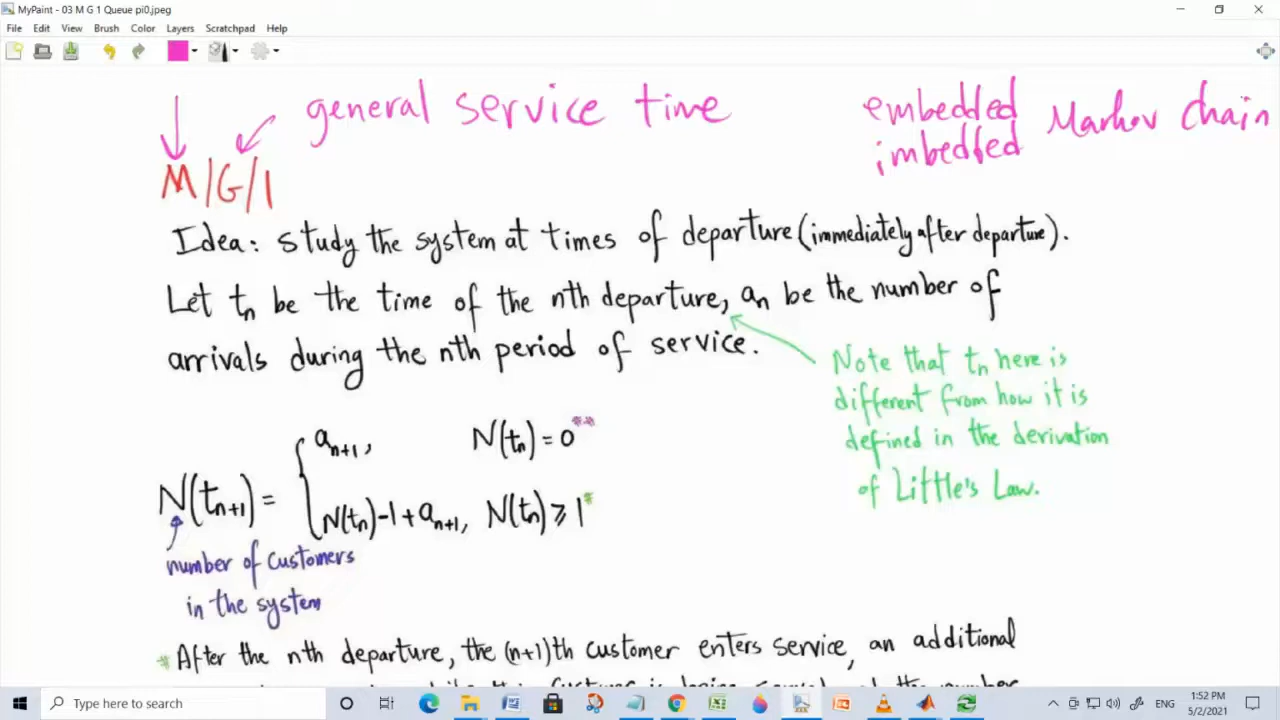 MyPaint - 03 M G 1 Queue pi0.jpeg
File Edit View Brush Color Layers Scratchpad Help
general service time
embedded
imbedded
Markov chain
M/G/1
Idea: study the system at times of departure (immediately after departure).
Let tn be the time of the nth departure, an be the number of
arrivals during the nth period of service.
Note that tn here is
different from how it is
defined in the derivation
of Little's Law.
an+1, N(tn) = 0**
N(tn+1) =
N(tn) - 1 + an+1, N(tn) ⩾ 1*
number of customers
in the system
*After the nth departure, the (n+1)th customer enters service, an additional
Type here to search
ENG
1:52 PM
5/2/2021